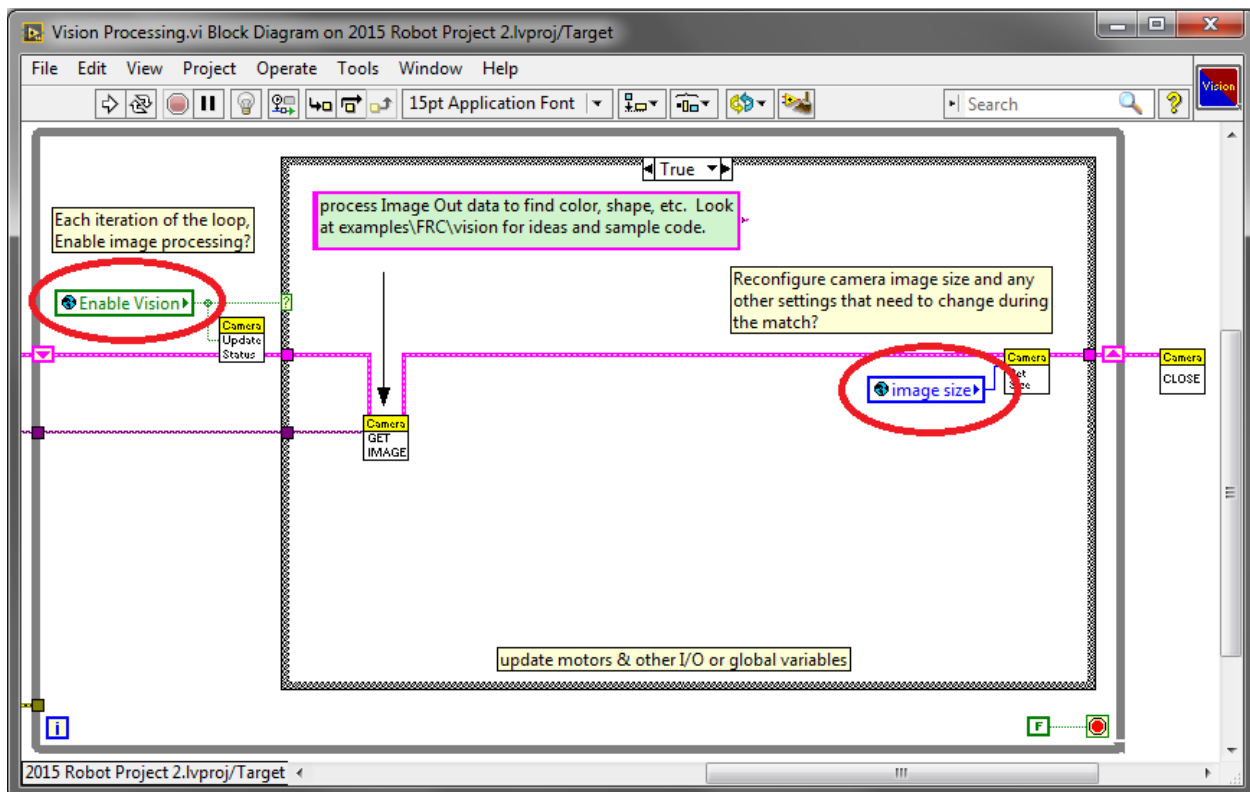 Vision Processing.vi Block Diagram on 2015 Robot Project 2.lvproj/Target
File Edit View Project Operate Tools Window Help
15pt Application Font
Search
Vision
True
process Image Out data to find color, shape, etc. Look
at examples\FRC\vision for ideas and sample code.
Each iteration of the loop,
Enable image processing?
Enable Vision
?
Camera
Update
Status
Reconfigure camera image size and any
other settings that need to change during
the match?
Camera
Size
image size
Camera
CLOSE
Camera
GET
IMAGE
update motors & other I/O or global variables
i
F
2015 Robot Project 2.lvproj/Target